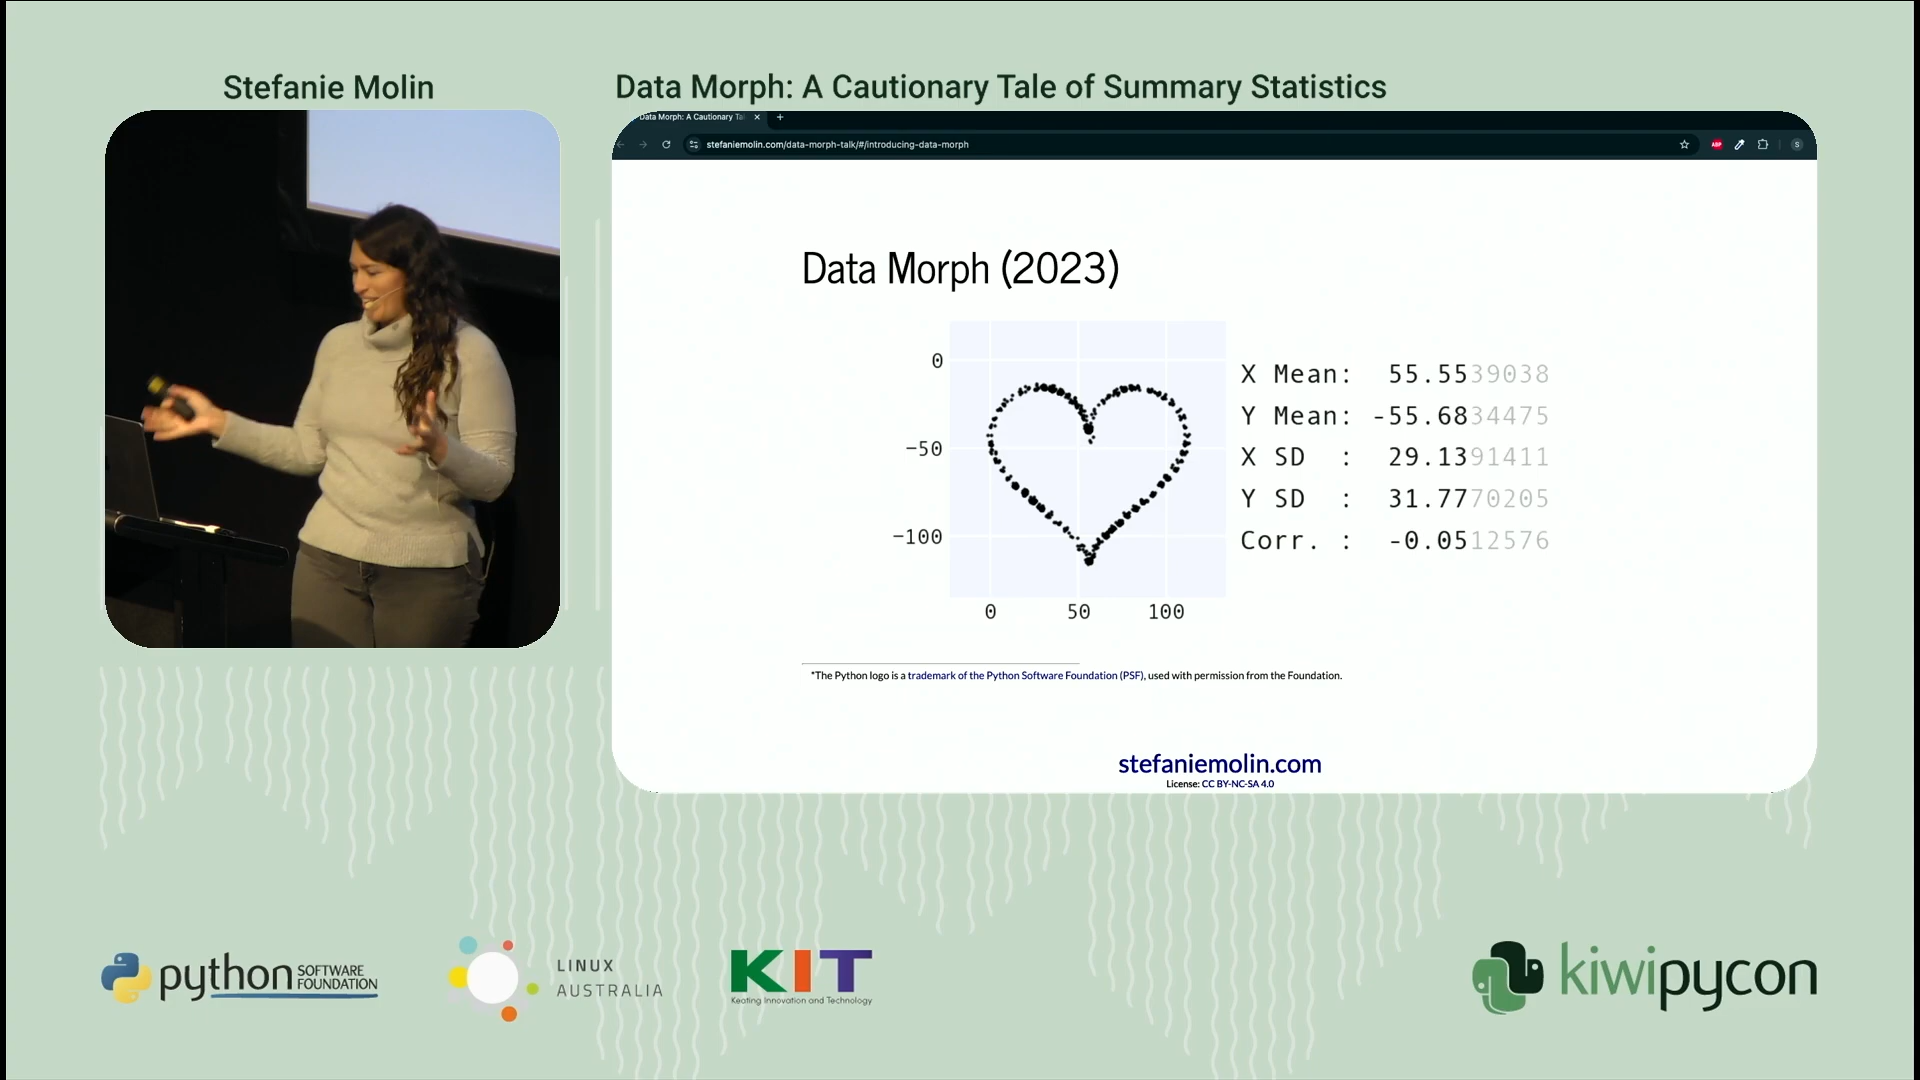 Stefanie Molin
Data Morph: A Cautionary Tale of Summary Statistics
Data Morph: A Cautionary Ta
stefaniemolin.com/data-morph-talk/#/introducing-data-morph
ABP
S
Data Morph (2023)
0
−50
−100
0 50 100
X Mean: 55.5539038
Y Mean: -55.6834475
X SD : 29.1391411
Y SD : 31.7770205
Corr. : -0.0512576
*The Python logo is a trademark of the Python Software Foundation (PSF), used with permission from the Foundation.
stefaniemolin.com
License: CC BY-NC-SA 4.0
python SOFTWARE
FOUNDATION
LINUX
AUSTRALIA
KIT
Keating Innovation and Technology
kiwipycon